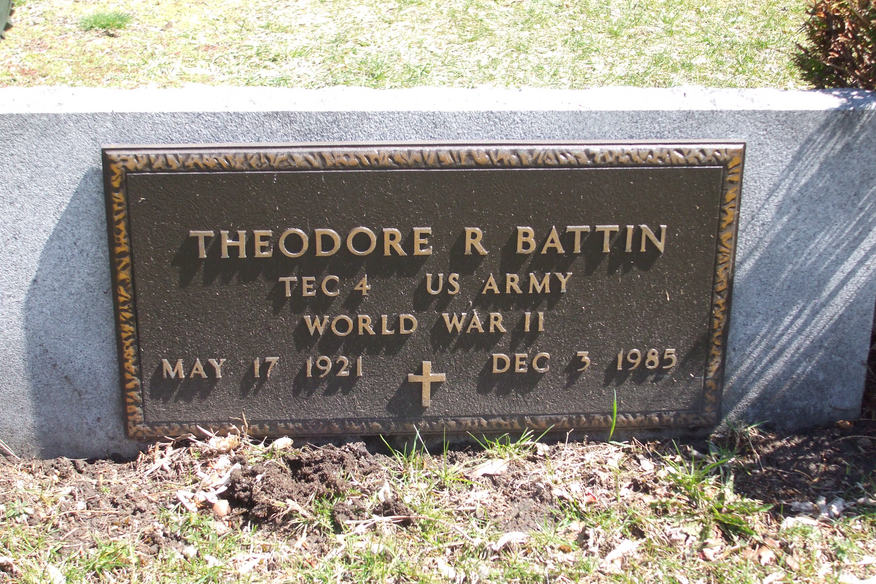 THEODORE R BATTIN
TEC 4 US ARMY
WORLD WAR II
MAY 17 1921 DEC 3 1985